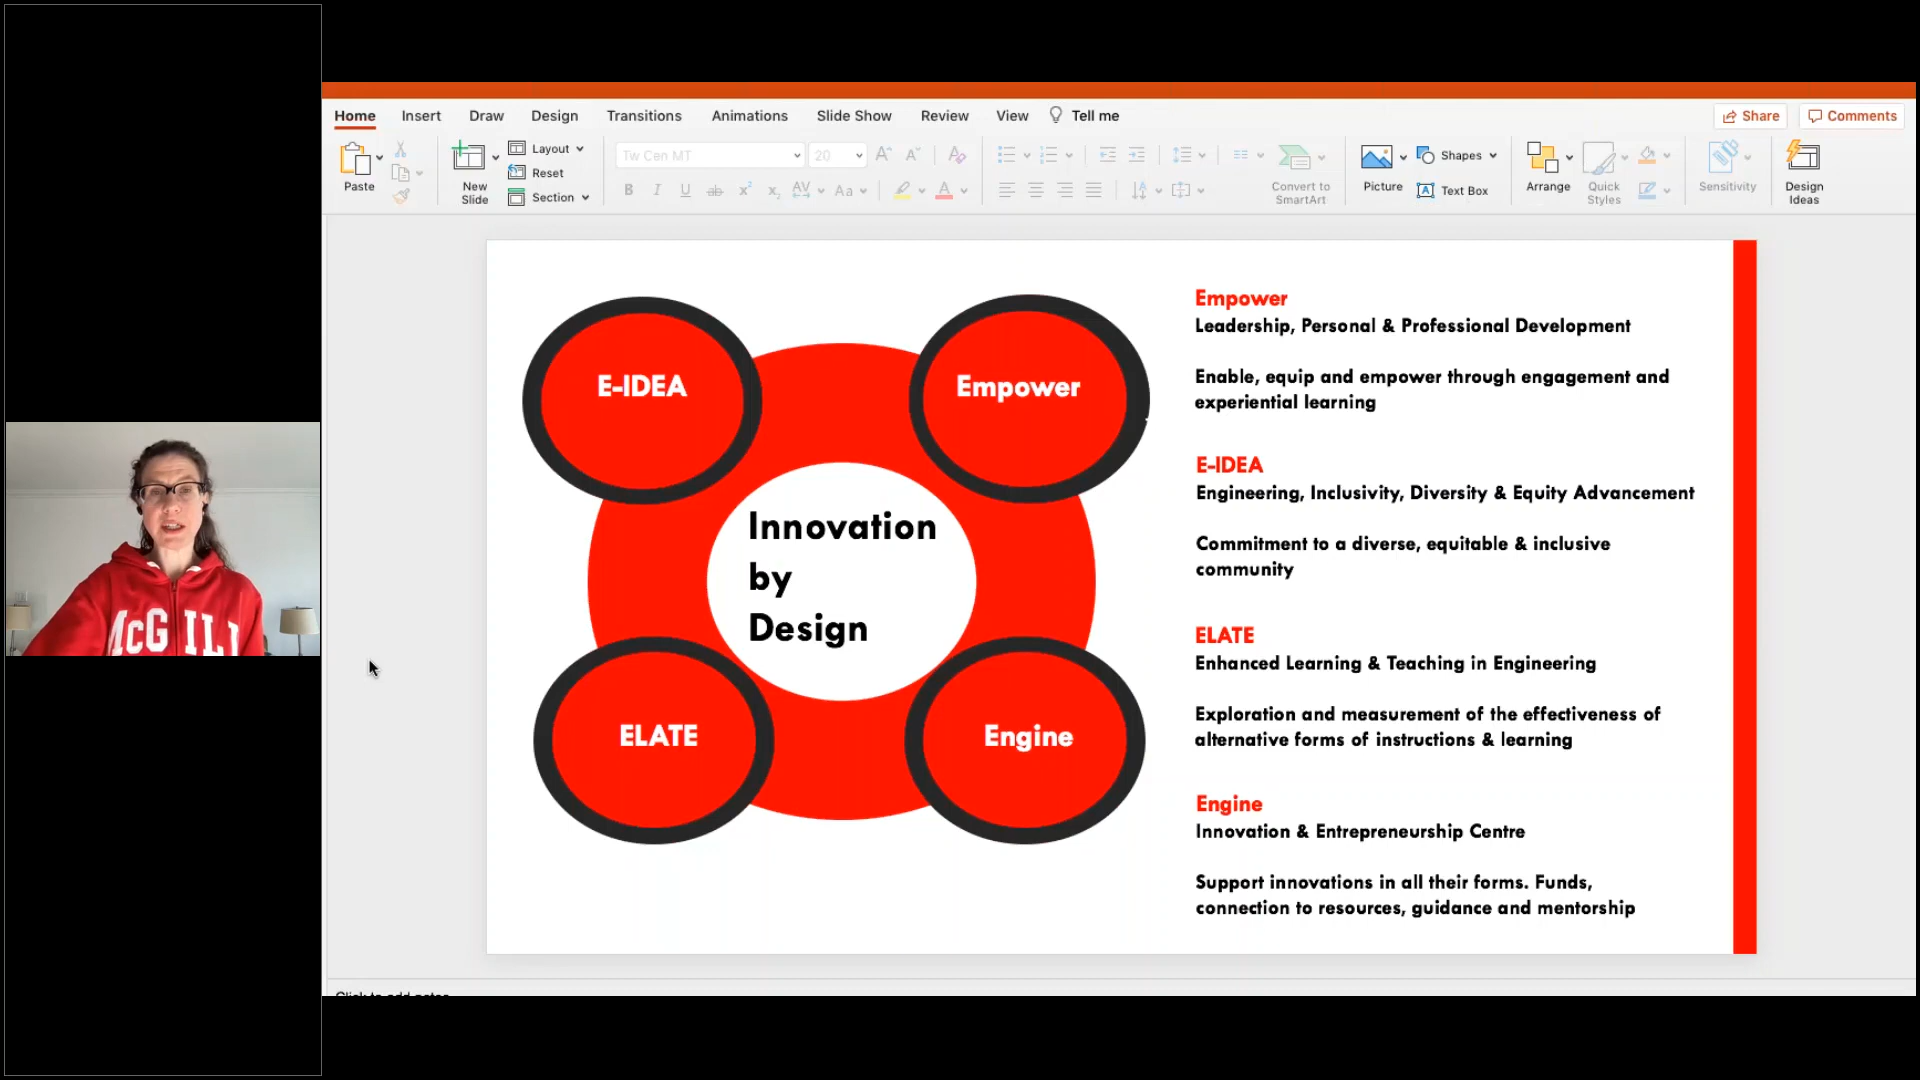 Home Insert Draw Design Transitions Animations Slide Show Review View Tell me Share Comments
Paste
New Slide
Layout
Reset
Section
Tw Cen MT 20
Convert to SmartArt
Picture
Shapes
Text Box
Arrange
Quick Styles
Sensitivity
Design Ideas
E-IDEA
Empower
Innovation
by
Design
ELATE
Engine
Empower
Leadership, Personal & Professional Development
Enable, equip and empower through engagement and
experiential learning
E-IDEA
Engineering, Inclusivity, Diversity & Equity Advancement
Commitment to a diverse, equitable & inclusive
community
ELATE
Enhanced Learning & Teaching in Engineering
Exploration and measurement of the effectiveness of
alternative forms of instructions & learning
Engine
Innovation & Entrepreneurship Centre
Support innovations in all their forms. Funds,
connection to resources, guidance and mentorship
McGILL
Click to add notes